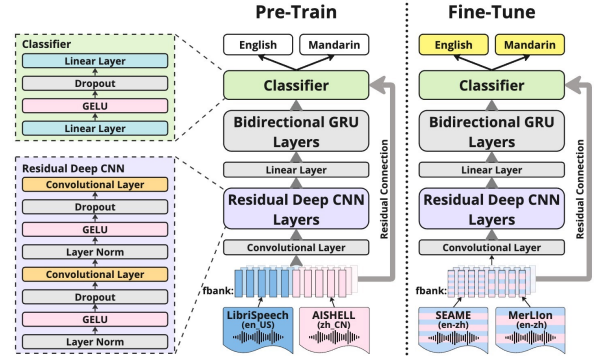 Pre-Train
Fine-Tune
Classifier
Linear Layer
Dropout
GELU
Linear Layer
Residual Deep CNN
Convolutional Layer
Dropout
GELU
Layer Norm
Convolutional Layer
Dropout
GELU
Layer Norm
English
Mandarin
Classifier
Bidirectional GRU
Layers
Linear Layer
Residual Deep CNN
Layers
Convolutional Layer
fbank:
LibriSpeech
(en_US)
AISHELL
(zh_CN)
Residual Connection
English
Mandarin
Classifier
Bidirectional GRU
Layers
Linear Layer
Residual Deep CNN
Layers
Convolutional Layer
fbank:
SEAME
(en-zh)
MerLIon
(en-zh)
Residual Connection